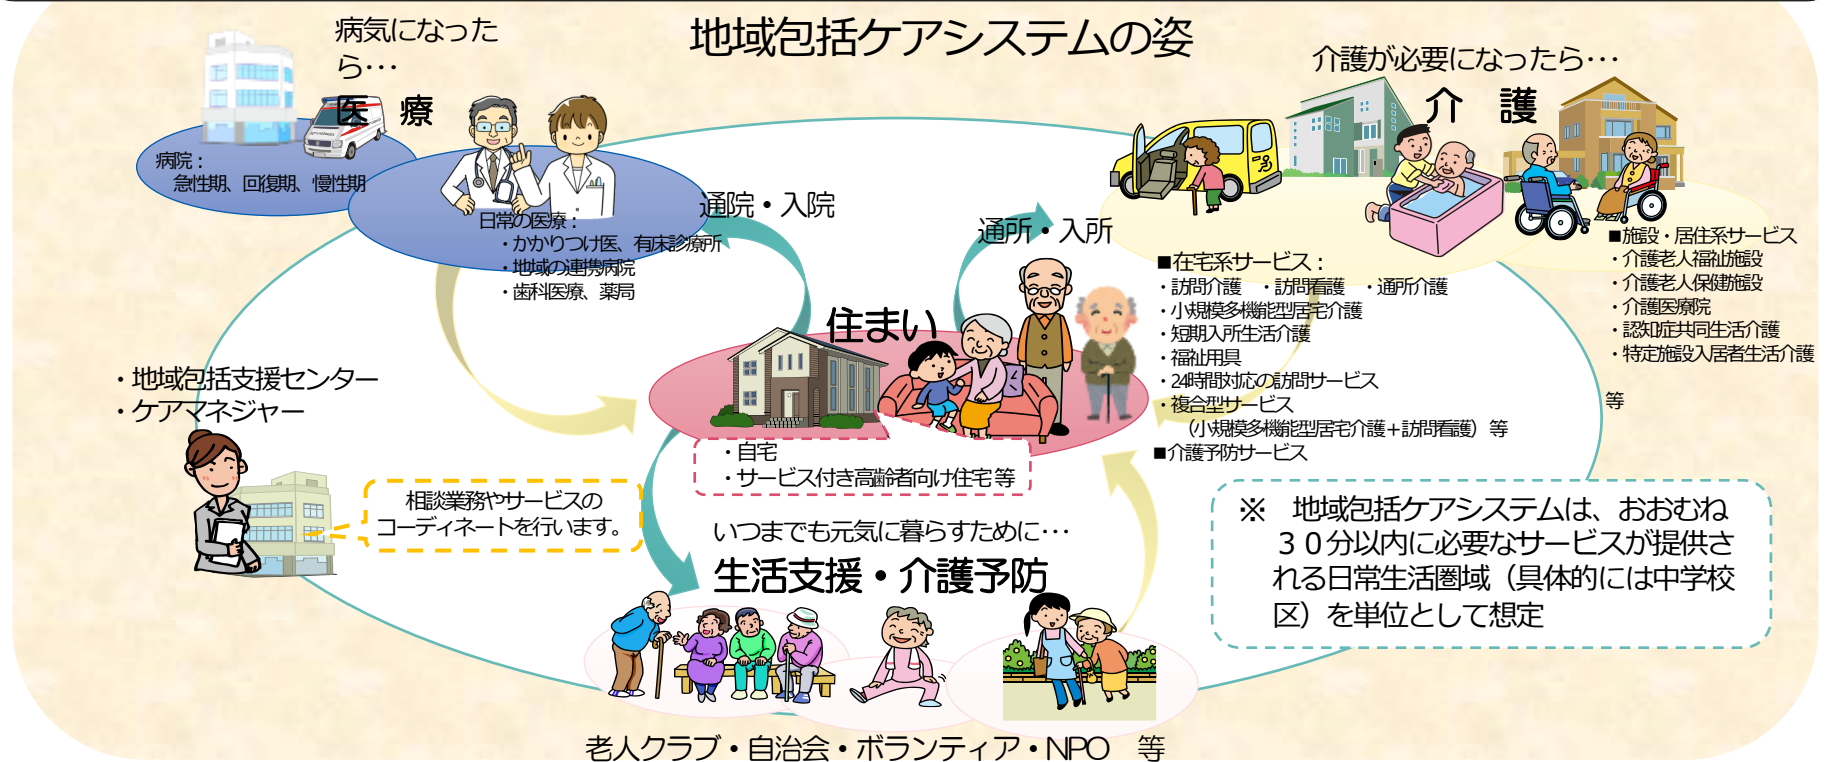 地域包括ケアシステムの姿
病気になった
ら･･･
医　療
病院：
急性期、回復期、慢性期
日常の医療：
・かかりつけ医、有床診療所
・地域の連携病院
・歯科医療、薬局
通院・入院
通所・入所
介護が必要になったら･･･
介　護
■在宅系サービス：
・訪問介護　・訪問看護　・通所介護
・小規模多機能型居宅介護
・短期入所生活介護
・福祉用具
・24時間対応の訪問サービス
・複合型サービス
（小規模多機能型居宅介護＋訪問看護）等
■介護予防サービス
■施設・居住系サービス
・介護老人福祉施設
・介護老人保健施設
・介護医療院
・認知症共同生活介護
・特定施設入居者生活介護
等
住まい
・自宅
・サービス付き高齢者向け住宅等
・地域包括支援センター
・ケアマネジャー
相談業務やサービスの
コーディネートを行います。
いつまでも元気に暮らすために･･･
生活支援・介護予防
老人クラブ・自治会・ボランティア・NPO　等
※　地域包括ケアシステムは、おおむね
３０分以内に必要なサービスが提供さ
れる日常生活圏域（具体的には中学校
区）を単位として想定